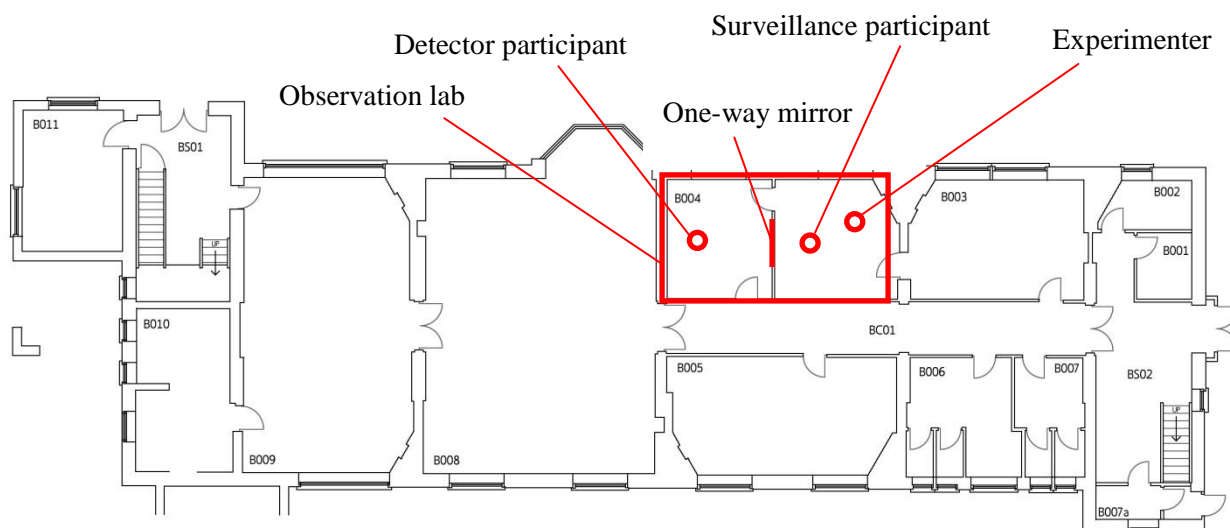 Surveillance participant
Detector participant
Experimenter
Observation lab
One-way mirror
B011
BS01
B004
B003
B002
B001
UP
B010
BC01
B005
B006
B007
BS02
UP
B009
B008
B007a